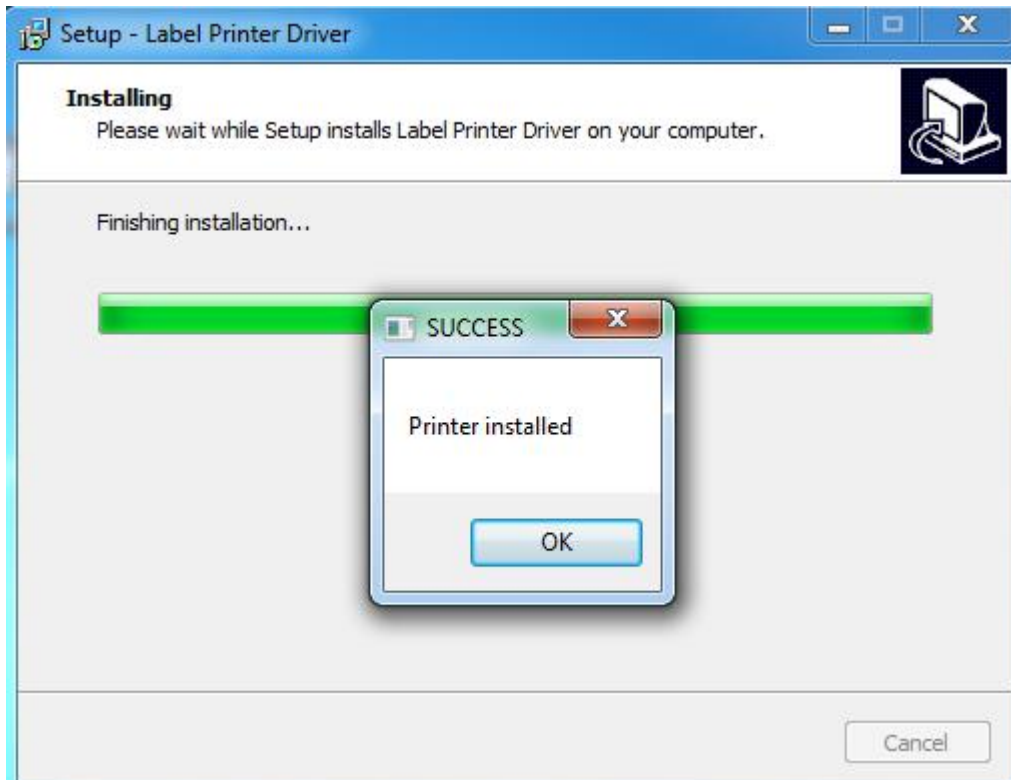 Setup - Label Printer Driver
Installing
Please wait while Setup installs Label Printer Driver on your computer.
Finishing installation...
SUCCESS
Printer installed
OK
Cancel